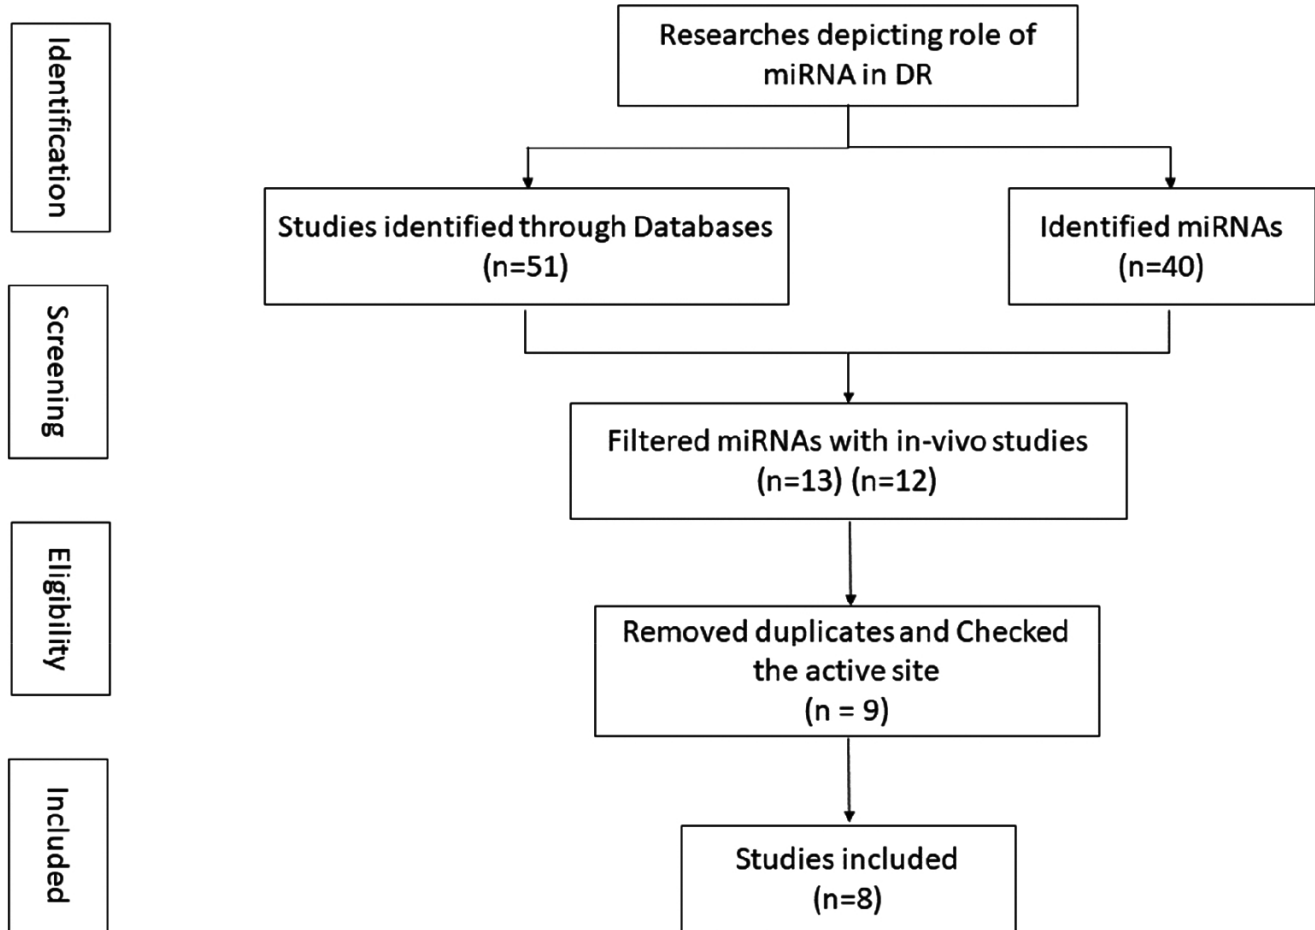 Identification
Researches depicting role of
miRNA in DR
Studies identified through Databases
(n=51)
Identified miRNAs
(n=40)
Screening
Filtered miRNAs with in-vivo studies
(n=13) (n=12)
Eligibility
Removed duplicates and Checked
the active site
(n = 9)
Included
Studies included
(n=8)